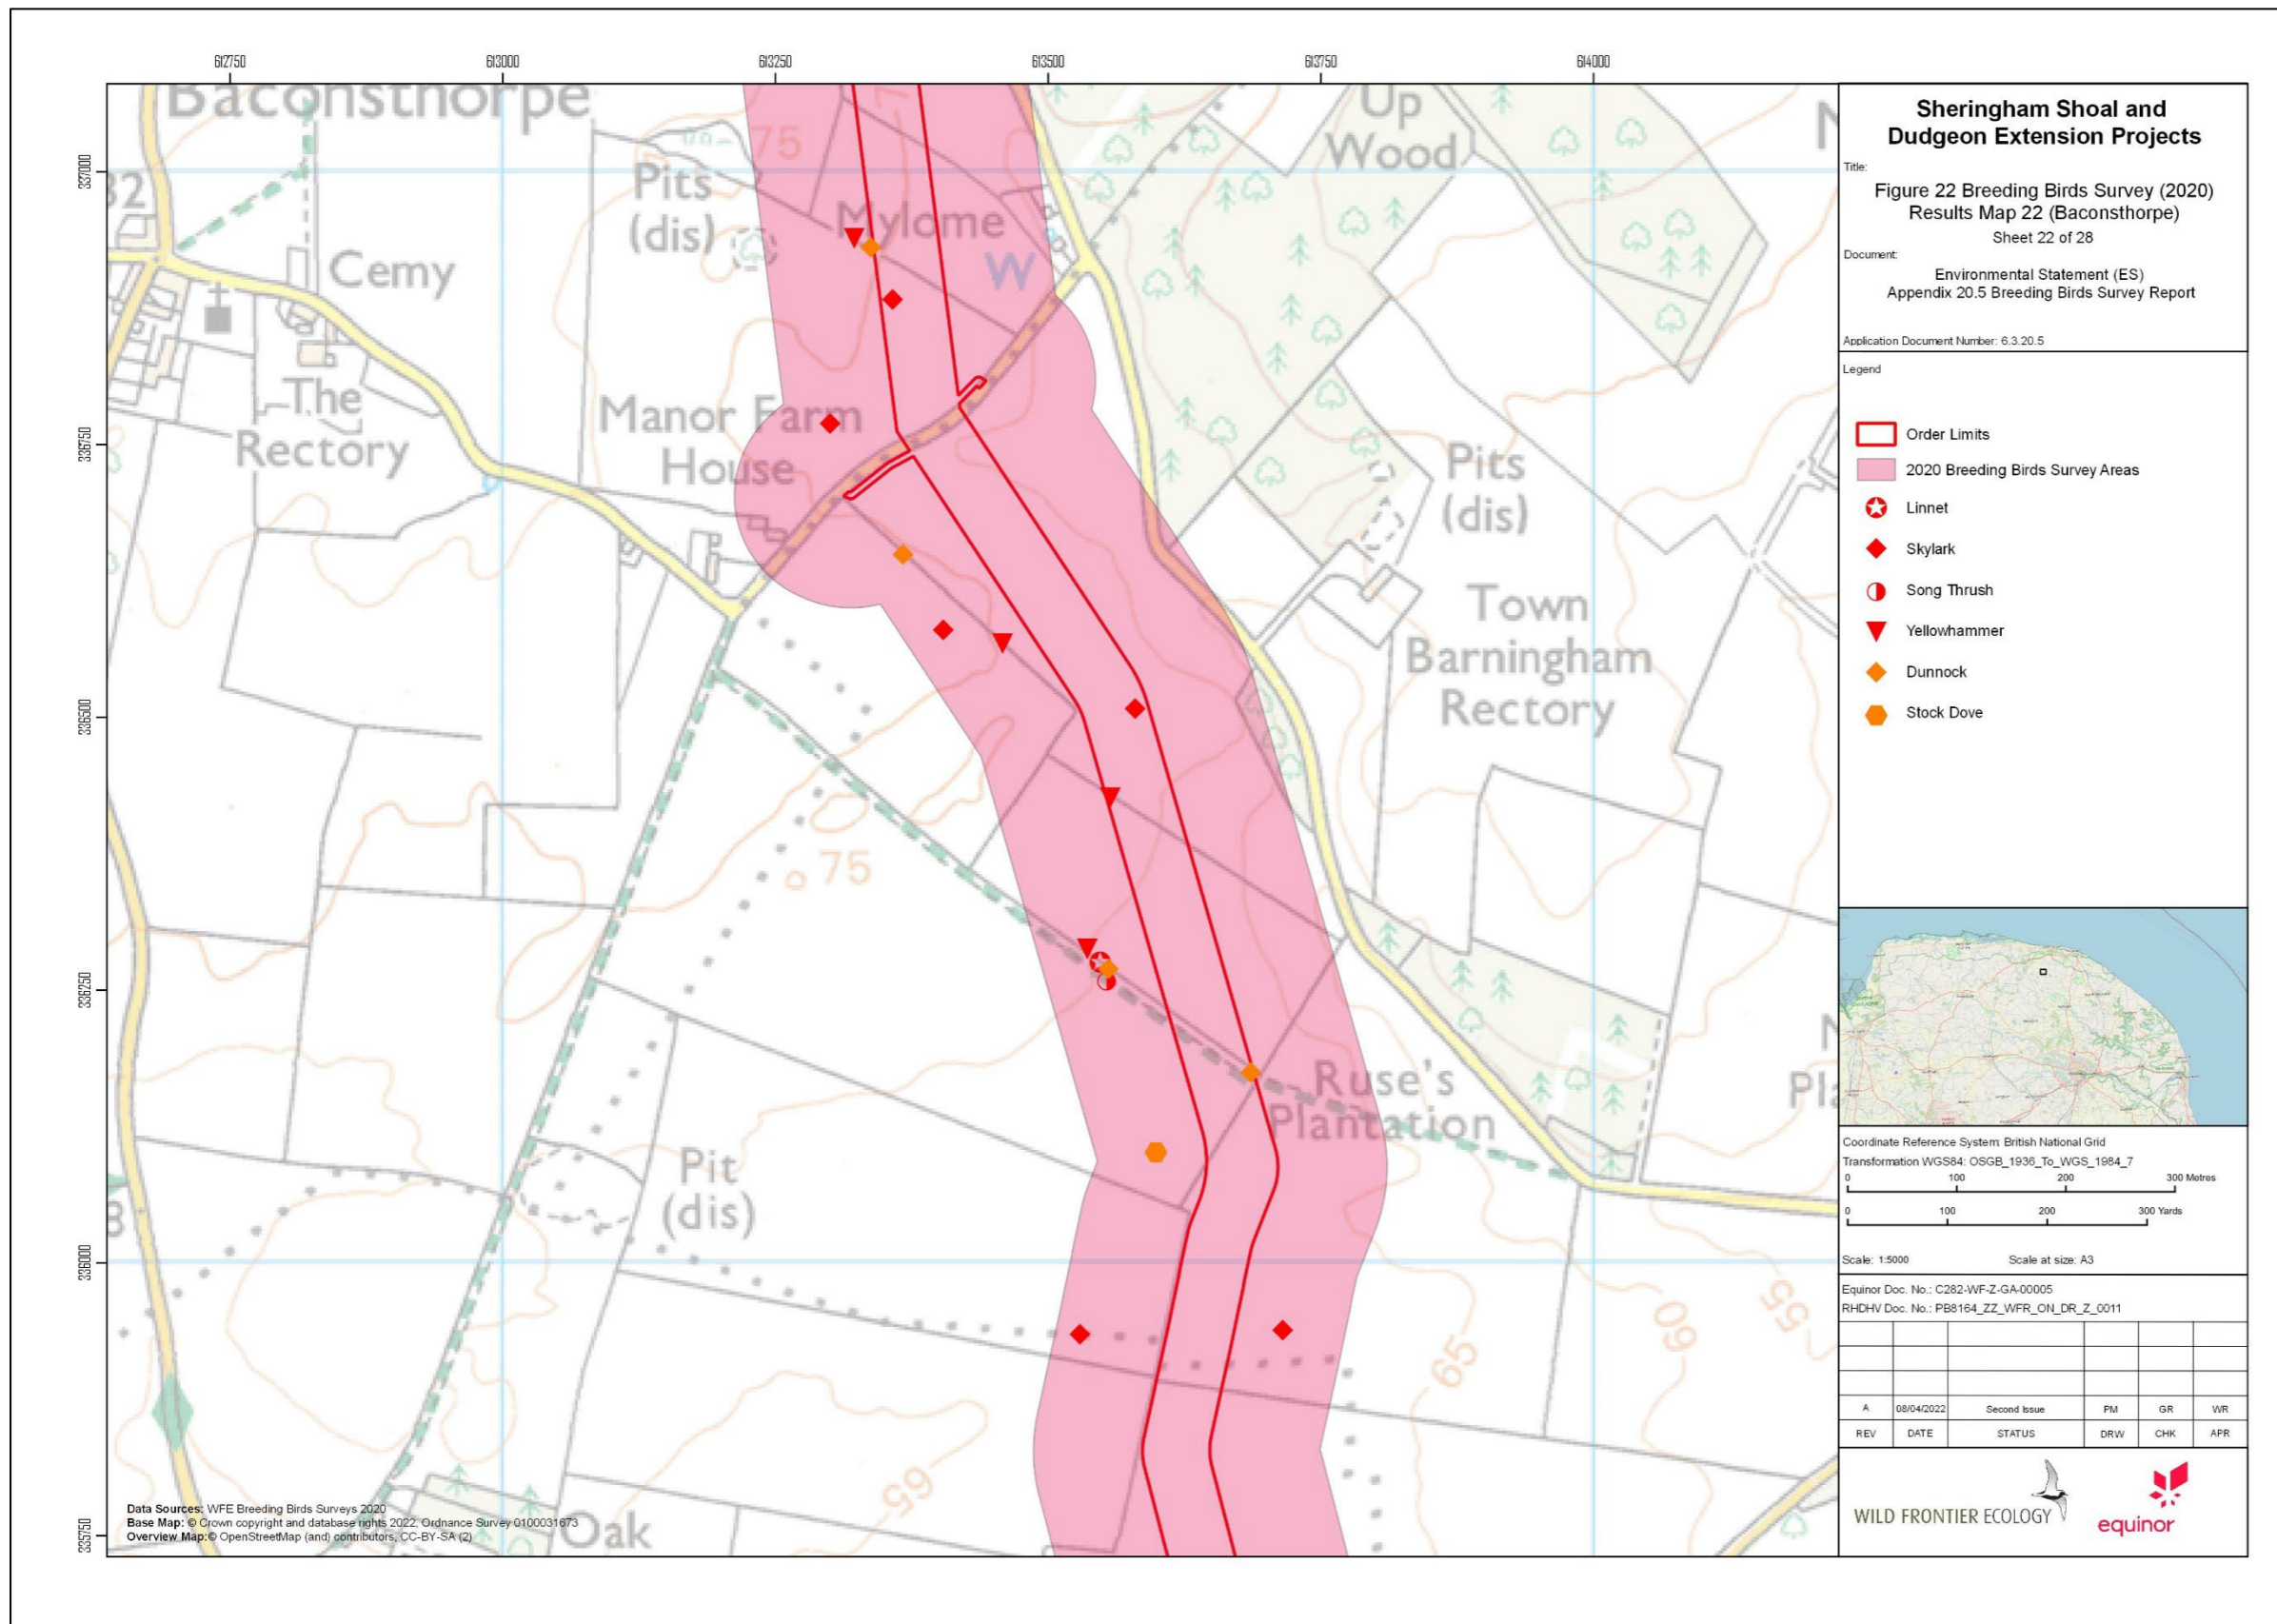 612750
613000
613250
613500
613750
614000
337000
336750
336500
336250
336000
335750
Baconsthorpe
75
Up
Wood
Pits
(dis)
Mylome
W
Cemy
The
Rectory
Manor Farm
House
Pits
(dis)
Town
Barningham
Rectory
75
Ruse's
Plantation
Pit
(dis)
65
60
55
65
Oak
Data Sources: WFE Breeding Birds Surveys 2020
Base Map: © Crown copyright and database rights 2022, Ordnance Survey 0100031673
Overview Map:© OpenStreetMap (and) contributors, CC-BY-SA (2)
Sheringham Shoal and
Dudgeon Extension Projects
Title:
Figure 22 Breeding Birds Survey (2020)
Results Map 22 (Baconsthorpe)
Sheet 22 of 28
Document:
Environmental Statement (ES)
Appendix 20.5 Breeding Birds Survey Report
Application Document Number: 6.3.20.5
Legend
Order Limits
2020 Breeding Birds Survey Areas
Linnet
Skylark
Song Thrush
Yellowhammer
Dunnock
Stock Dove
Coordinate Reference System: British National Grid
Transformation WGS84: OSGB_1936_To_WGS_1984_7
0 100 200 300 Metres
0 100 200 300 Yards
Scale: 1:5000 Scale at size: A3
Equinor Doc. No.: C282-WF-Z-GA-00005
RHDHV Doc. No.: PB8164_ZZ_WFR_ON_DR_Z_0011
A 08/04/2022 Second Issue PM GR WR
REV DATE STATUS DRW CHK APR
WILD FRONTIER ECOLOGY
equinor